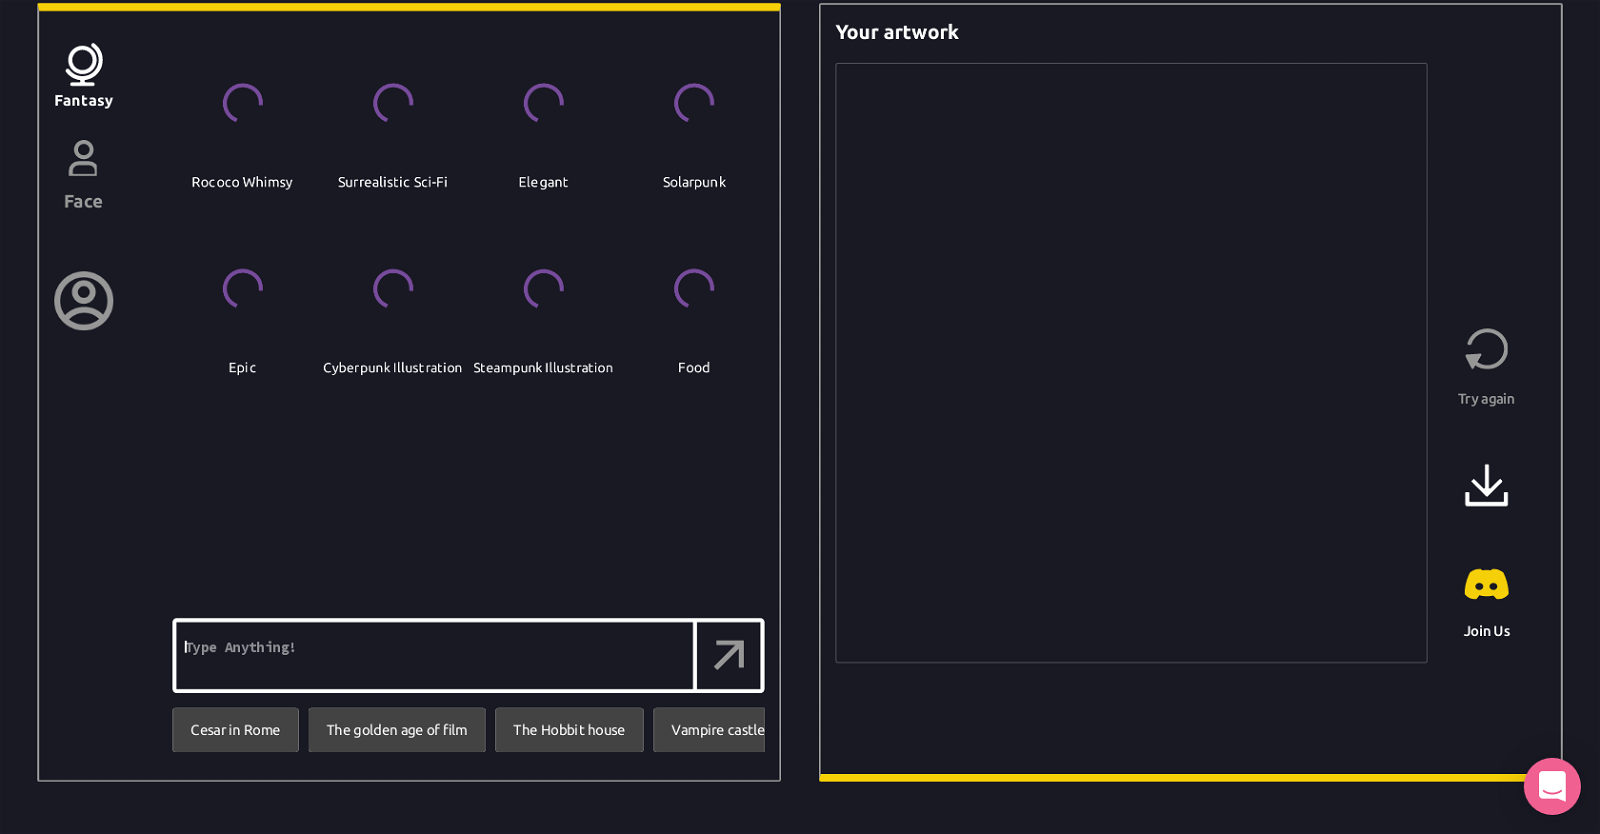 Fantasy
Face
Rococo Whimsy
Surrealistic Sci-Fi
Elegant
Solarpunk
Epic
Cyberpunk Illustration
Steampunk Illustration
Food
Type Anything!
Cesar in Rome
The golden age of film
The Hobbit house
Vampire castle
Your artwork
Try again
Join Us